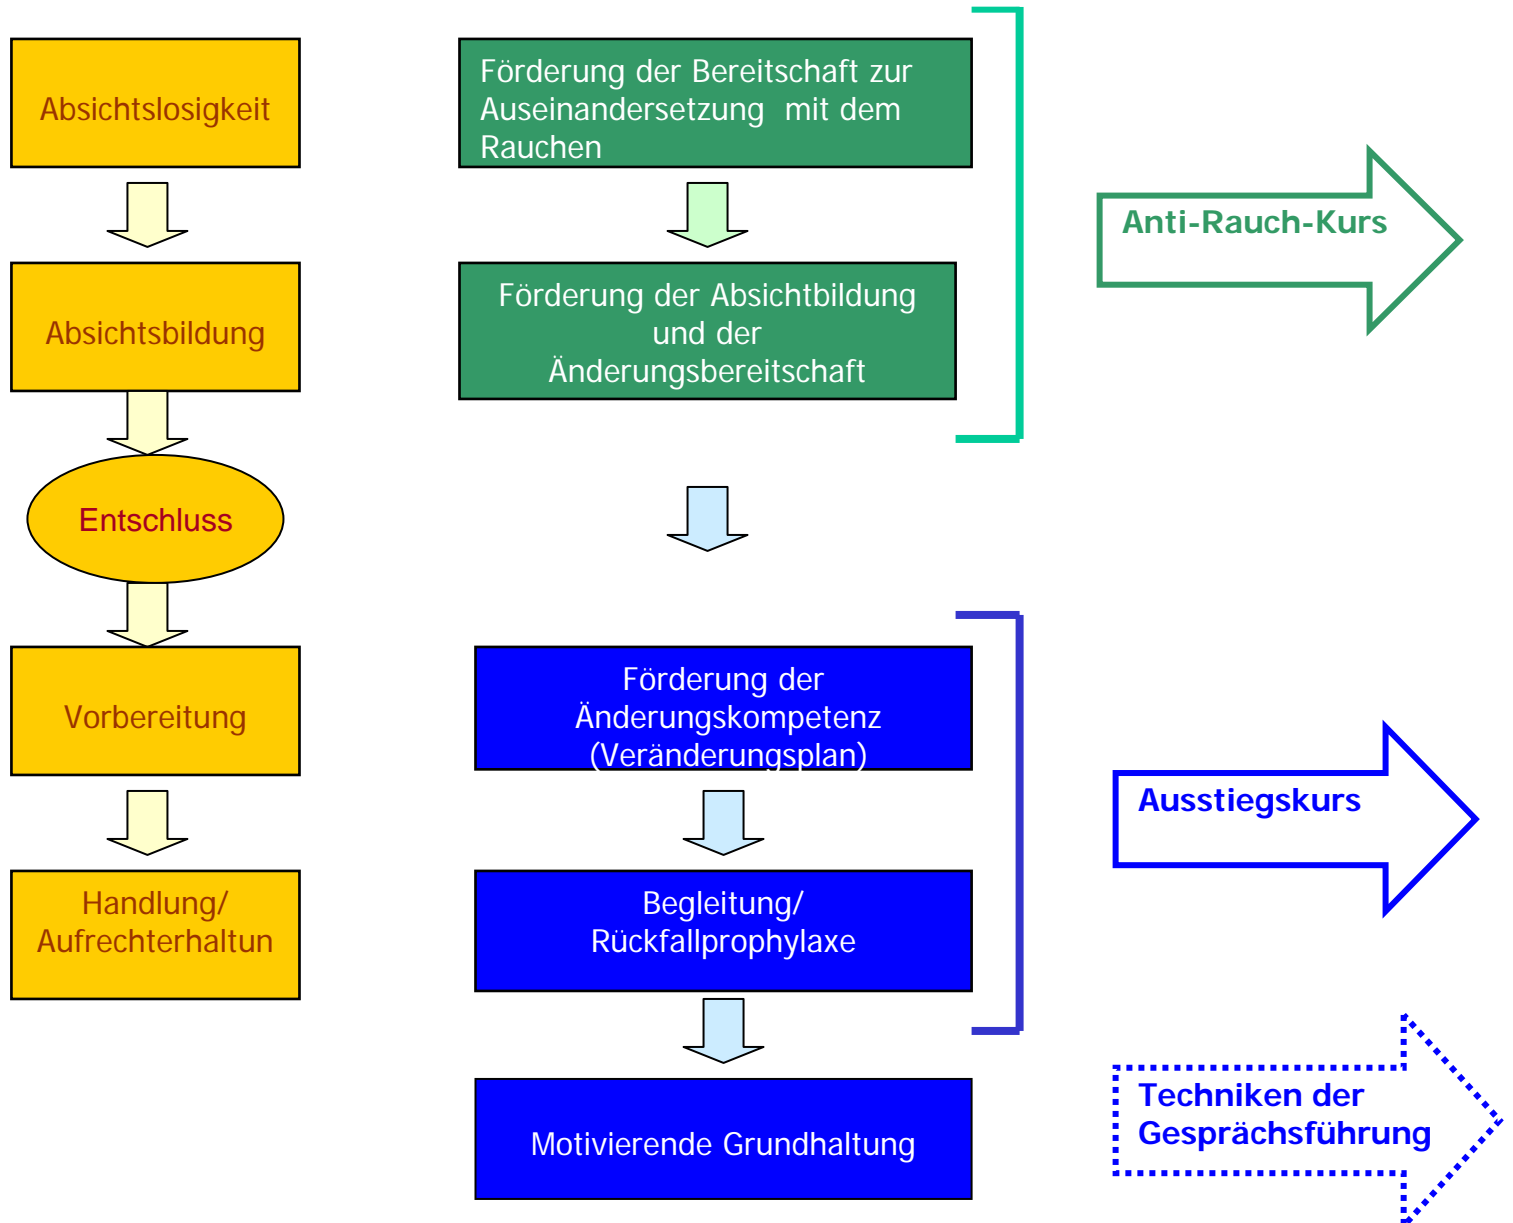 Absichtslosigkeit
Förderung der Bereitschaft zur
Auseinandersetzung mit dem
Rauchen
Anti-Rauch-Kurs
Absichtsbildung
Förderung der Absichtbildung
und der
Änderungsbereitschaft
Entschluss
Vorbereitung
Förderung der
Änderungskompetenz
(Veränderungsplan)
Ausstiegskurs
Handlung/
Aufrechterhaltun
Begleitung/
Rückfallprophylaxe
Motivierende Grundhaltung
Techniken der
Gesprächsführung